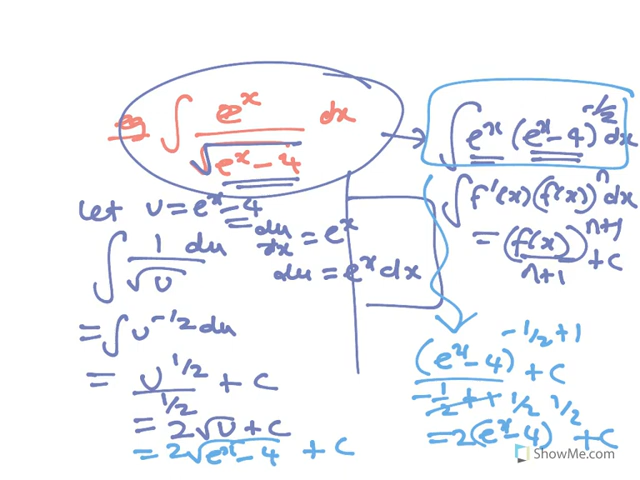 eg ∫ e^x / √(e^x − 4) dx → ∫ e^x (e^x − 4)^(−1/2) dx
Let u = e^x − 4
du/dx = e^x
du = e^x dx
∫ 1/√u du
= ∫ u^(−1/2) du
= u^(1/2) / (1/2) + c
= 2√u + c
= 2√(e^x − 4) + c
∫ f'(x) (f(x))^n dx
= (f(x))^(n+1) / (n+1) + c
(e^x − 4)^(−1/2 + 1) / (−1/2 + 1) + c
= 2(e^x − 4)^(1/2) + c
ShowMe.com